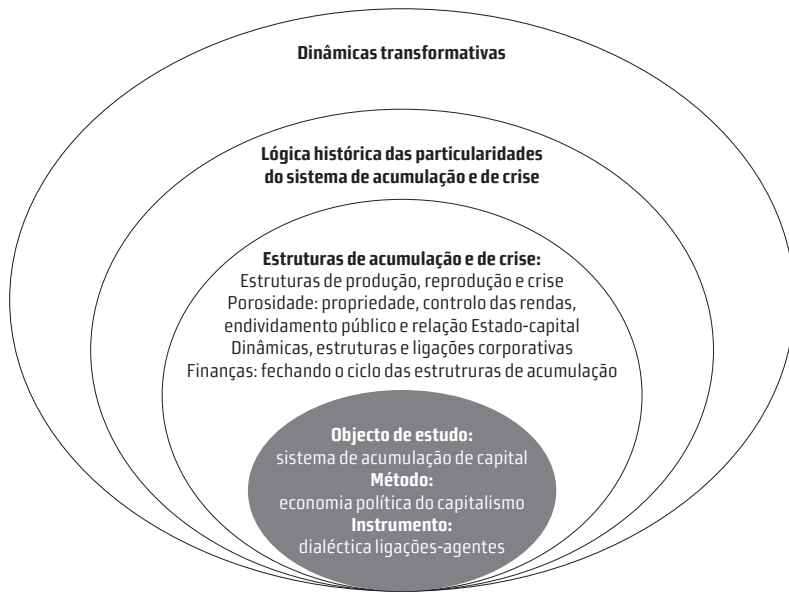 Dinâmicas transformativas
Lógica histórica das particularidades
do sistema de acumulação e de crise
Estruturas de acumulação e de crise:
Estruturas de produção, reprodução e crise
Porosidade: propriedade, controlo das rendas,
endividamento público e relação Estado-capital
Dinâmicas, estruturas e ligações corporativas
Finanças: fechando o ciclo das estrutruras de acumulação
Objecto de estudo:
sistema de acumulação de capital
Método:
economia política do capitalismo
Instrumento:
dialéctica ligações-agentes